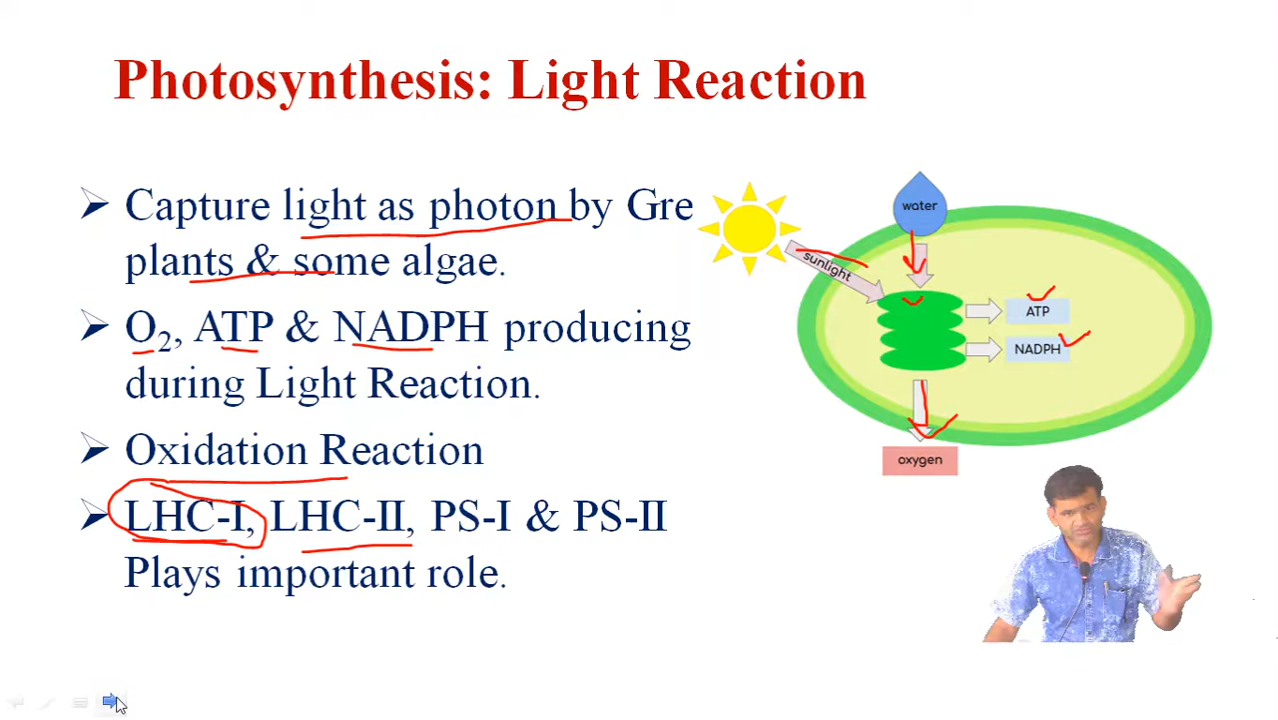 Photosynthesis: Light Reaction
➢ Capture light as photon by Gre
plants & some algae.
➢ O₂, ATP & NADPH producing
during Light Reaction.
➢ Oxidation Reaction
➢ LHC-I, LHC-II, PS-I & PS-II
Plays important role.
water
sunlight
ATP
NADPH
oxygen